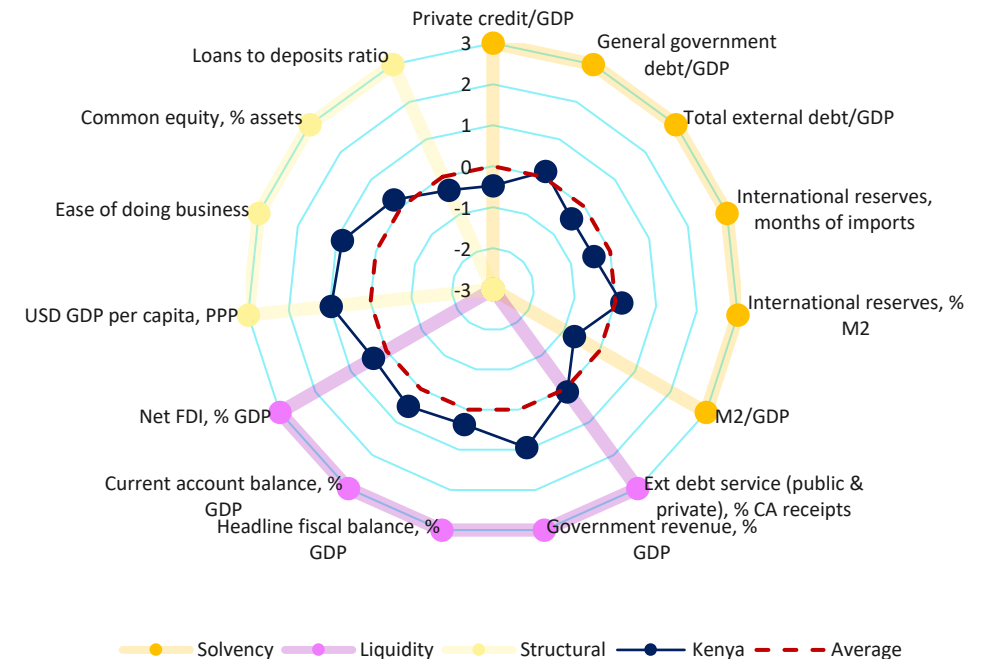 Private credit/GDP
3
2
1
0
-1
-2
-3
General government
debt/GDP
Total external debt/GDP
International reserves,
months of imports
International reserves, %
M2
M2/GDP
Ext debt service (public &
private), % CA receipts
Government revenue, %
GDP
Headline fiscal balance, %
GDP
Current account balance, %
GDP
Net FDI, % GDP
USD GDP per capita, PPP
Ease of doing business
Common equity, % assets
Loans to deposits ratio
Solvency
Liquidity
Structural
Kenya
Average